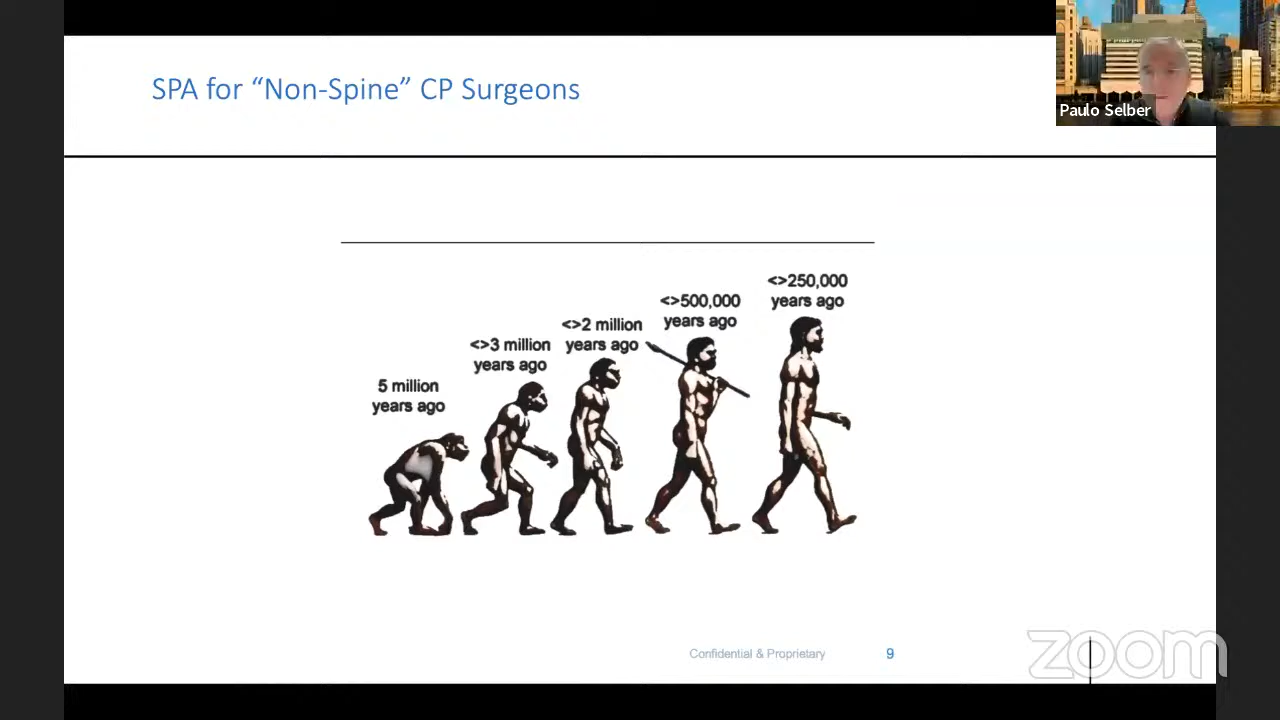 SPA for “Non-Spine” CP Surgeons
Paulo Selber
5 million
years ago
<>3 million
years ago
<>2 million
years ago
<>500,000
years ago
<>250,000
years ago
Confidential & Proprietary
9
zoom